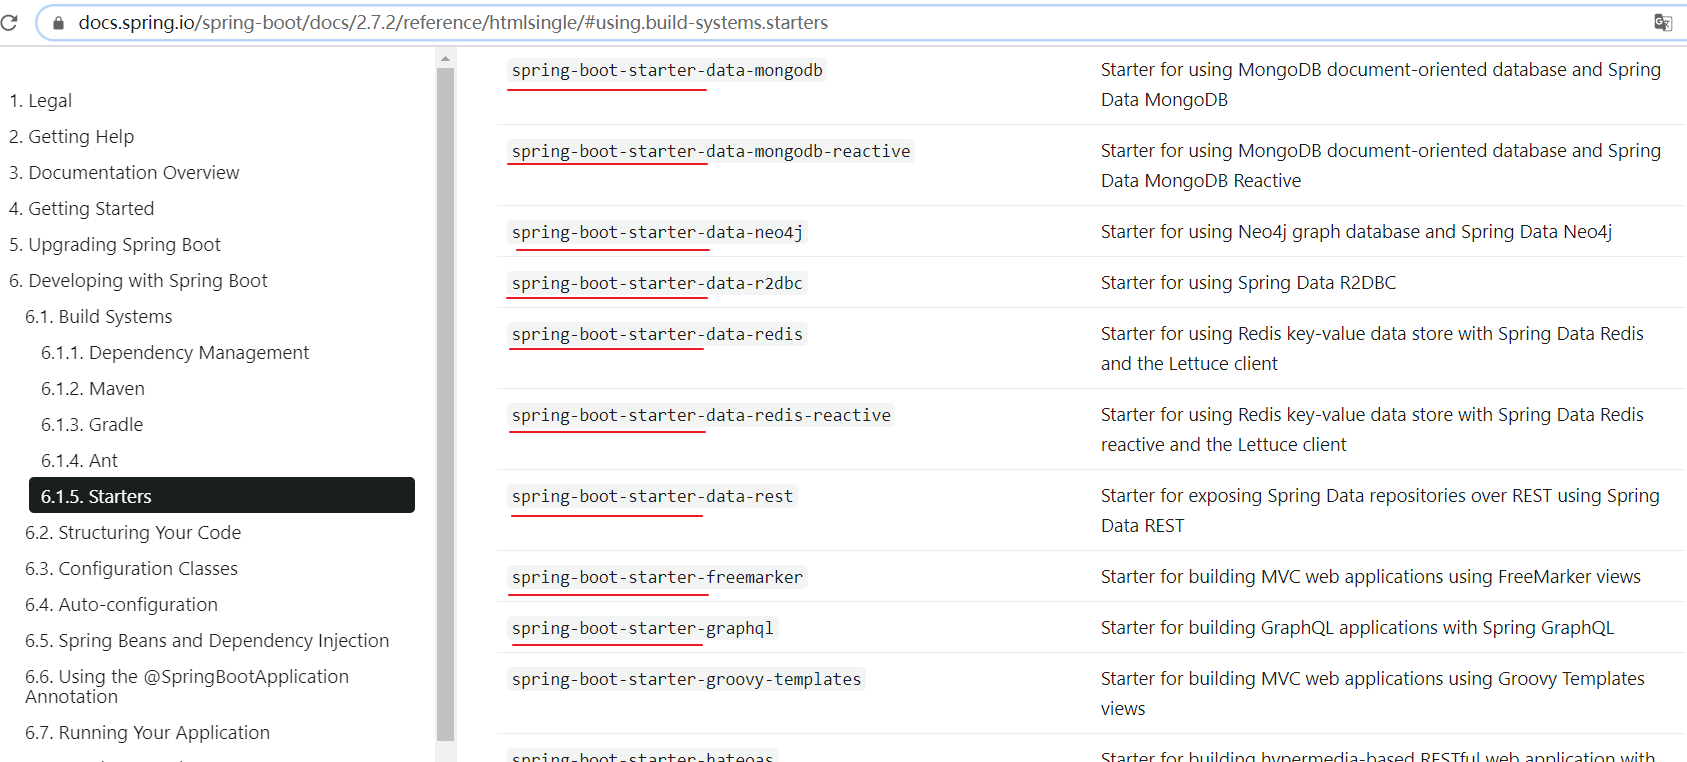 docs.spring.io/spring-boot/docs/2.7.2/reference/htmlsingle/#using.build-systems.starters
1. Legal
2. Getting Help
3. Documentation Overview
4. Getting Started
5. Upgrading Spring Boot
6. Developing with Spring Boot
6.1. Build Systems
6.1.1. Dependency Management
6.1.2. Maven
6.1.3. Gradle
6.1.4. Ant
6.1.5. Starters
6.2. Structuring Your Code
6.3. Configuration Classes
6.4. Auto-configuration
6.5. Spring Beans and Dependency Injection
6.6. Using the @SpringBootApplication
Annotation
6.7. Running Your Application
spring-boot-starter-data-mongodb
Starter for using MongoDB document-oriented database and Spring
Data MongoDB
spring-boot-starter-data-mongodb-reactive
Starter for using MongoDB document-oriented database and Spring
Data MongoDB Reactive
spring-boot-starter-data-neo4j
Starter for using Neo4j graph database and Spring Data Neo4j
spring-boot-starter-data-r2dbc
Starter for using Spring Data R2DBC
spring-boot-starter-data-redis
Starter for using Redis key-value data store with Spring Data Redis
and the Lettuce client
spring-boot-starter-data-redis-reactive
Starter for using Redis key-value data store with Spring Data Redis
reactive and the Lettuce client
spring-boot-starter-data-rest
Starter for exposing Spring Data repositories over REST using Spring
Data REST
spring-boot-starter-freemarker
Starter for building MVC web applications using FreeMarker views
spring-boot-starter-graphql
Starter for building GraphQL applications with Spring GraphQL
spring-boot-starter-groovy-templates
Starter for building MVC web applications using Groovy Templates
views
spring-boot-starter-hateoas
Starter for building hypermedia-based RESTful web application with